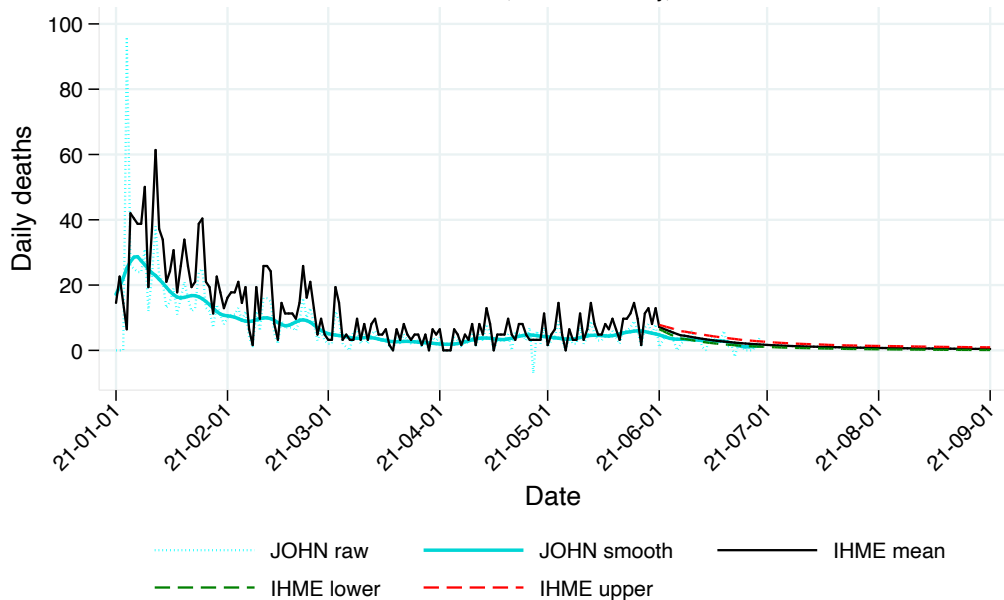 100
80
60
40
20
0
Daily deaths
21-01-01
21-02-01
21-03-01
21-04-01
21-05-01
21-06-01
21-07-01
21-08-01
21-09-01
Date
JOHN raw
JOHN smooth
IHME mean
IHME lower
IHME upper